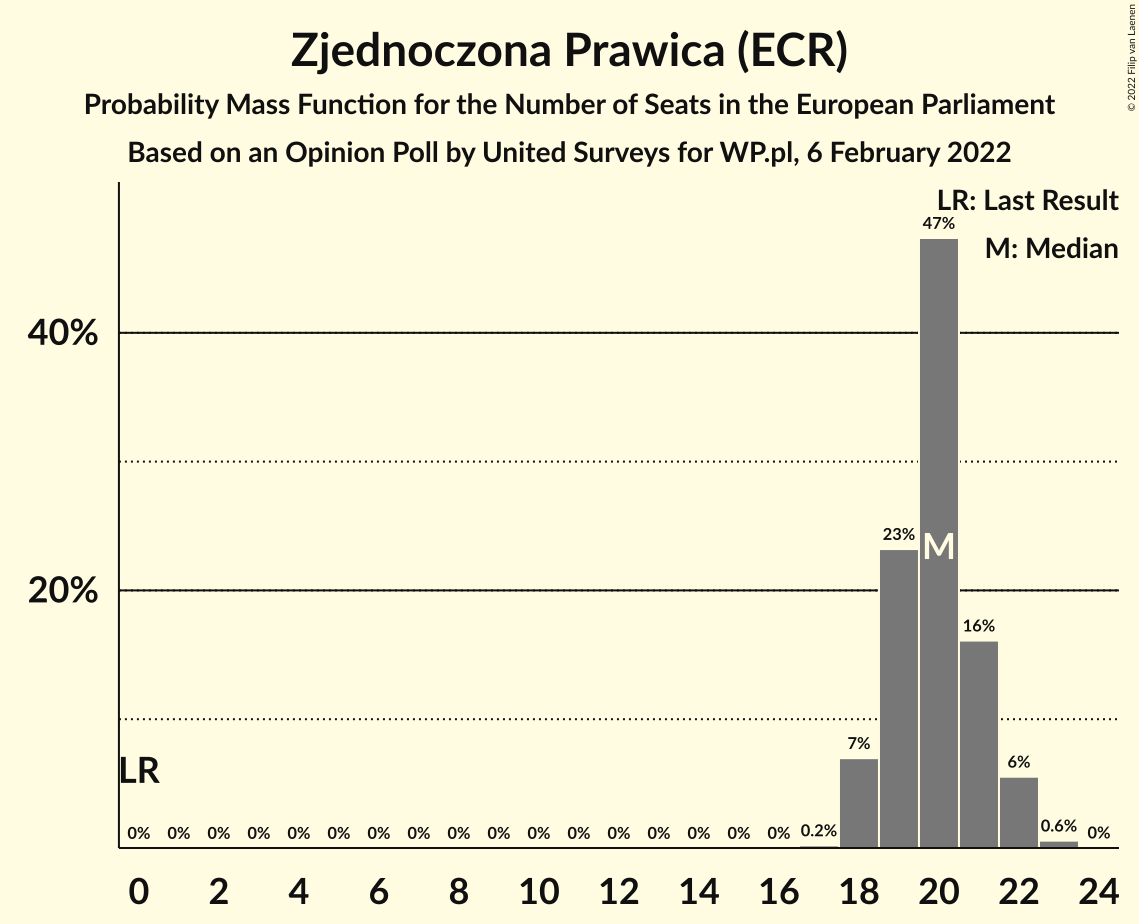 Zjednoczona Prawica (ECR)
Probability Mass Function for the Number of Seats in the European Parliament
Based on an Opinion Poll by United Surveys for WP.pl, 6 February 2022
© 2022 Filip van Laenen
LR: Last Result
M: Median
47%
40%
23%
M
20%
16%
LR
7%
6%
0% 0% 0% 0% 0% 0% 0% 0% 0% 0% 0% 0% 0% 0% 0% 0% 0% 0.2% 0.6% 0%
0 2 4 6 8 10 12 14 16 18 20 22 24